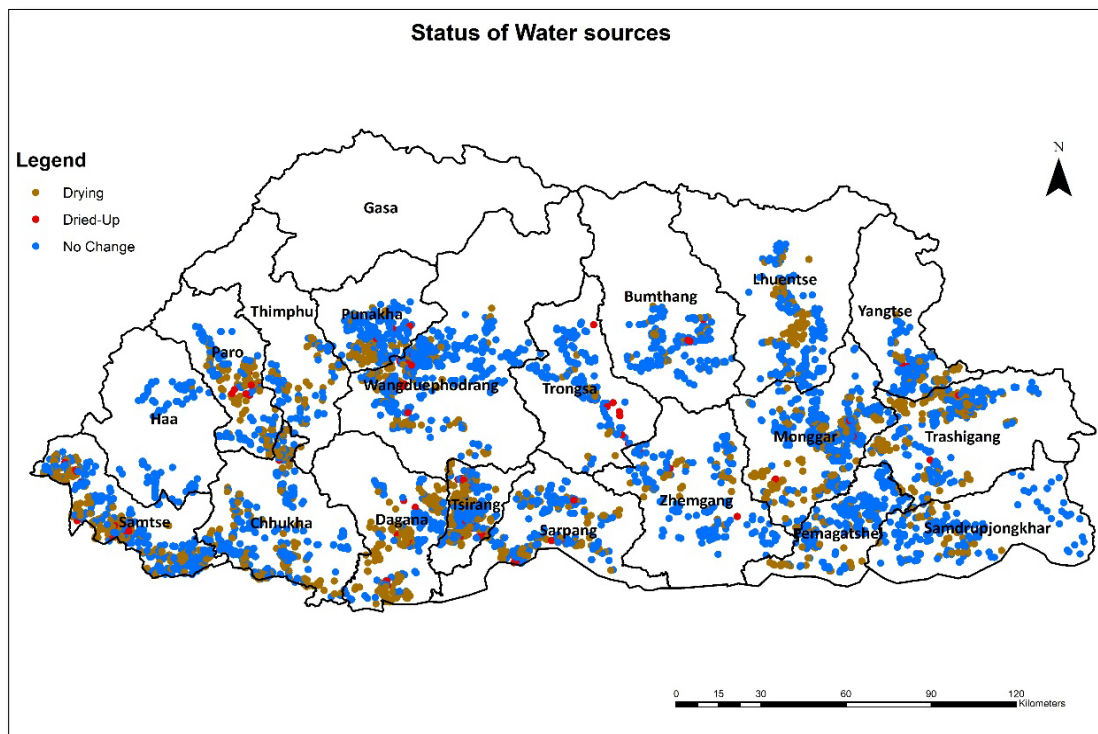 Status of Water sources
N
Legend
Drying
Dried-Up
No Change
Gasa
Thimphu
Punakha
Bumthang
Lhuentse
Yangtse
Paro
Wangduephodrang
Trongsa
Haa
Monggar
Trashigang
Samtse
Chhukha
Dagana
Tsirang
Sarpang
Zhemgang
Pemagatshel
Samdrupjongkhar
0 15 30 60 90 120
Kilometers